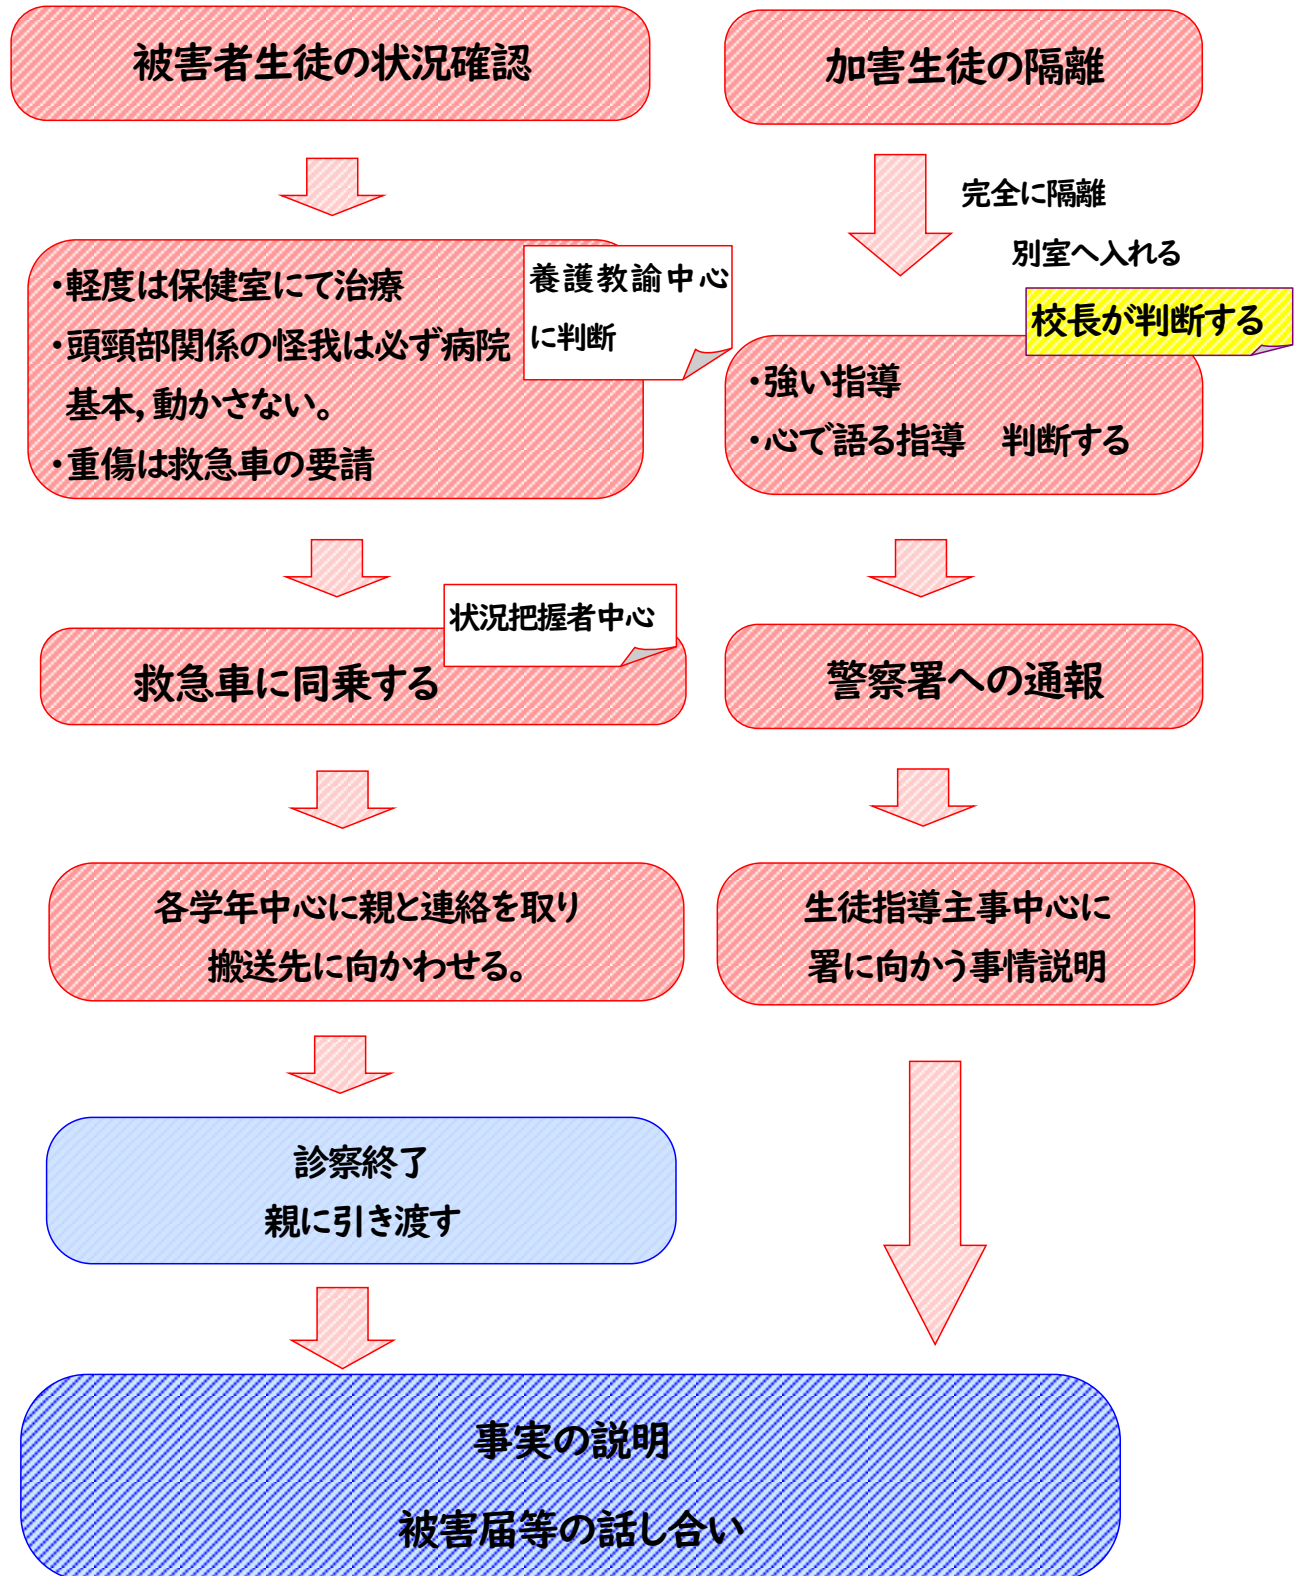 被害者生徒の状況確認
加害生徒の隔離
完全に隔離
別室へ入れる
・軽度は保健室にて治療
・頭頸部関係の怪我は必ず病院
基本,動かさない。
・重傷は救急車の要請
養護教諭中心
に判断
校長が判断する
・強い指導
・心で語る指導　判断する
状況把握者中心
救急車に同乗する
警察署への通報
各学年中心に親と連絡を取り
搬送先に向かわせる。
生徒指導主事中心に
署に向かう事情説明
診察終了
親に引き渡す
事実の説明
被害届等の話し合い